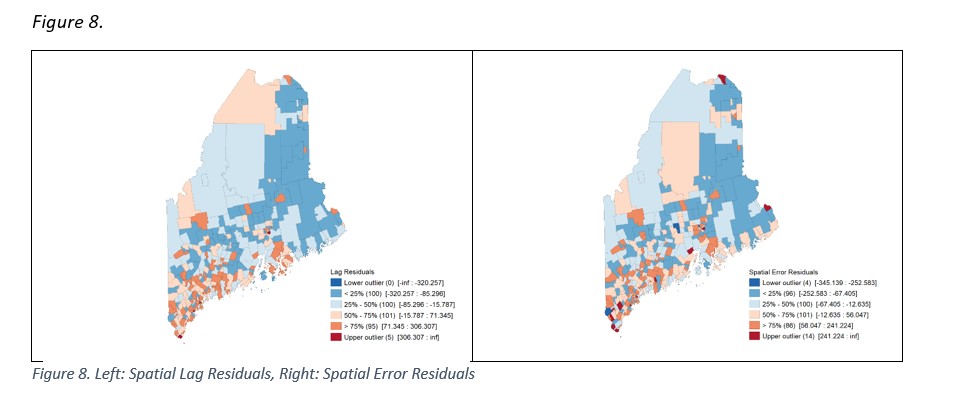 Figure 8.
Lag Residuals
Lower outlier (0) [-inf : -320.257]
< 25% (100) [-320.257 : -85.296]
25% - 50% (100) [-85.296 : -15.787]
50% - 75% (101) [-15.787 : 71.345]
> 75% (95) [71.345 : 306.307]
Upper outlier (5) [306.307 : inf]
Spatial Error Residuals
Lower outlier (4) [-345.139 : -252.583]
< 25% (96) [-252.583 : -67.405]
25% - 50% (100) [-67.405 : -12.635]
50% - 75% (101) [-12.635 : 56.047]
> 75% (86) [56.047 : 241.224]
Upper outlier (14) [241.224 : inf]
Figure 8. Left: Spatial Lag Residuals, Right: Spatial Error Residuals